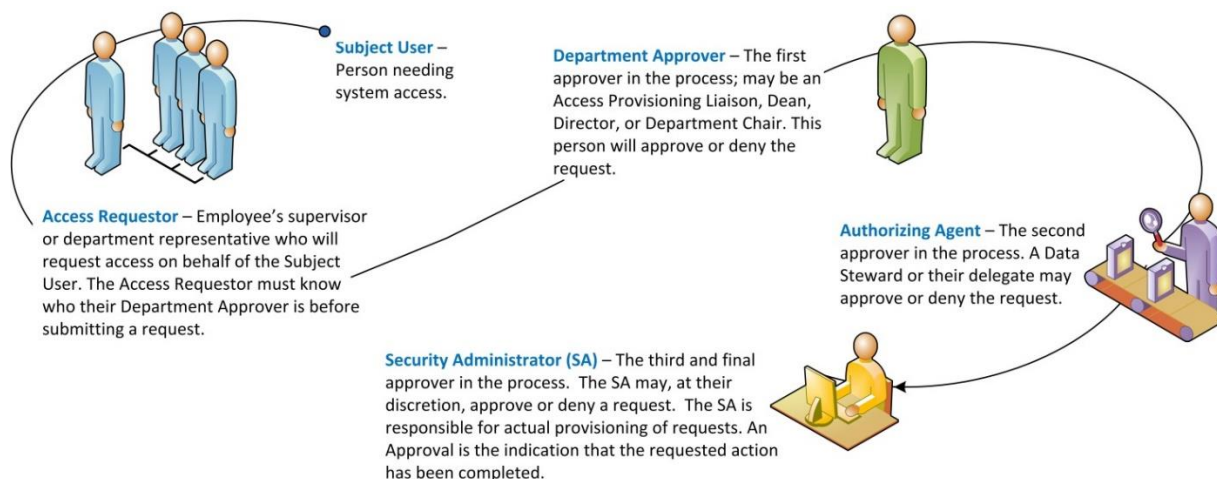 Subject User –
Person needing
system access.
Department Approver – The first
approver in the process; may be an
Access Provisioning Liaison, Dean,
Director, or Department Chair. This
person will approve or deny the
request.
Access Requestor – Employee's supervisor
or department representative who will
request access on behalf of the Subject
User. The Access Requestor must know
who their Department Approver is before
submitting a request.
Authorizing Agent – The second
approver in the process. A Data
Steward or their delegate may
approve or deny the request.
Security Administrator (SA) – The third and final
approver in the process.  The SA may, at their
discretion, approve or deny a request.  The SA is
responsible for actual provisioning of requests. An
Approval is the indication that the requested action
has been completed.